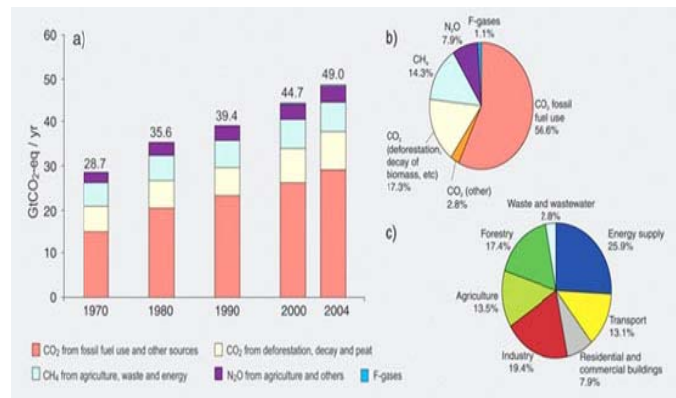 a)
GtCO₂-eq / yr
60
50
40
30
20
10
0
28.7
35.6
39.4
44.7
49.0
1970
1980
1990
2000
2004
b)
F-gases
1.1%
N₂O
7.9%
CH₄
14.3%
CO₂ fossil
fuel use
56.6%
CO₂
(deforestation,
decay of
biomass, etc)
17.3%
CO₂ (other)
2.8%
c)
Waste and wastewater
2.8%
Forestry
17.4%
Energy supply
25.9%
Agriculture
13.5%
Transport
13.1%
Industry
19.4%
Residential and
commercial buildings
7.9%
CO₂ from fossil fuel use and other sources
CO₂ from deforestation, decay and peat
CH₄ from agriculture, waste and energy
N₂O from agriculture and others
F-gases